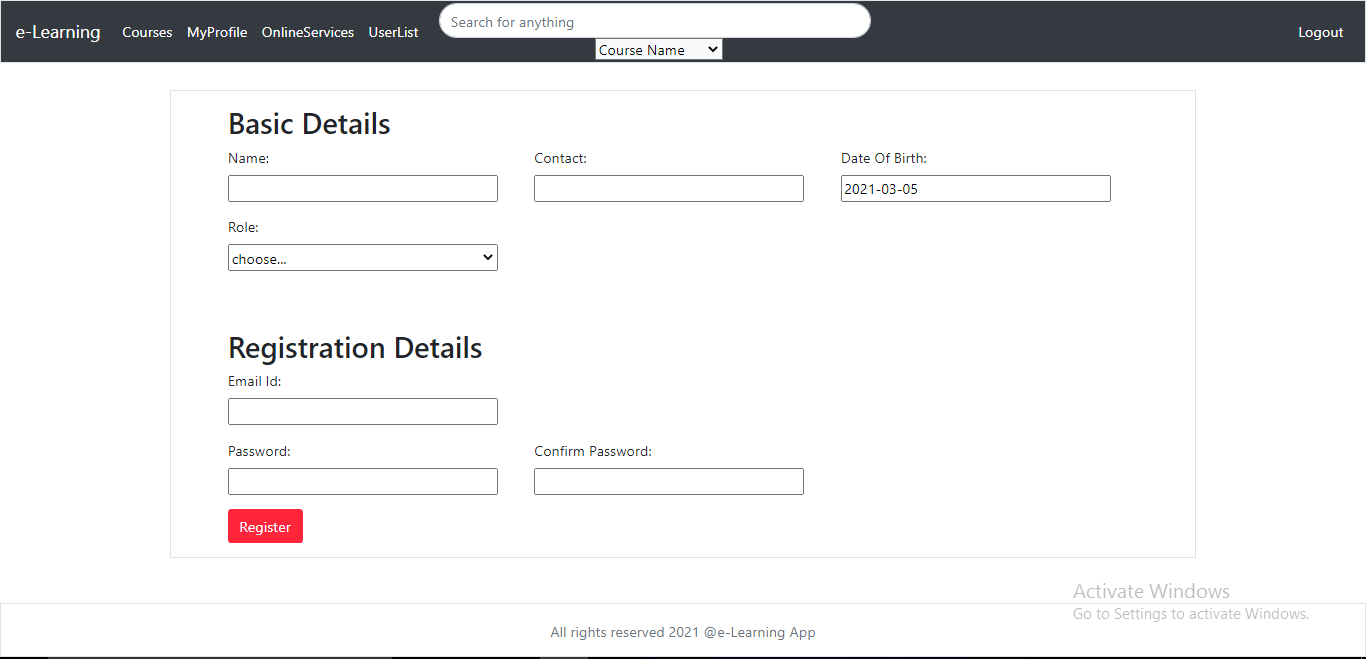 e-Learning Courses MyProfile OnlineServices UserList Search for anything Logout
Course Name
Basic Details
Name: Contact: Date Of Birth:
2021-03-05
Role:
choose...
Registration Details
Email Id:
Password: Confirm Password:
Register
Activate Windows
Go to Settings to activate Windows.
All rights reserved 2021 @e-Learning App